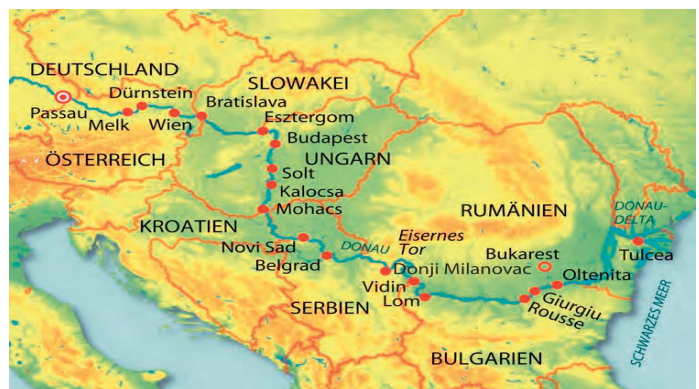 DEUTSCHLAND
SLOWAKEI
Dürnstein
Passau
Bratislava
Melk
Wien
Esztergom
Budapest
ÖSTERREICH
UNGARN
Solt
Kalocsa
Mohacs
KROATIEN
RUMÄNIEN
DONAU-
DELTA
Novi Sad
DONAU
Eisernes
Tor
Bukarest
Tulcea
Belgrad
Donji Milanovac
Oltenita
Vidin
Lom
Giurgiu
Rousse
SERBIEN
SCHWARZES MEER
BULGARIEN